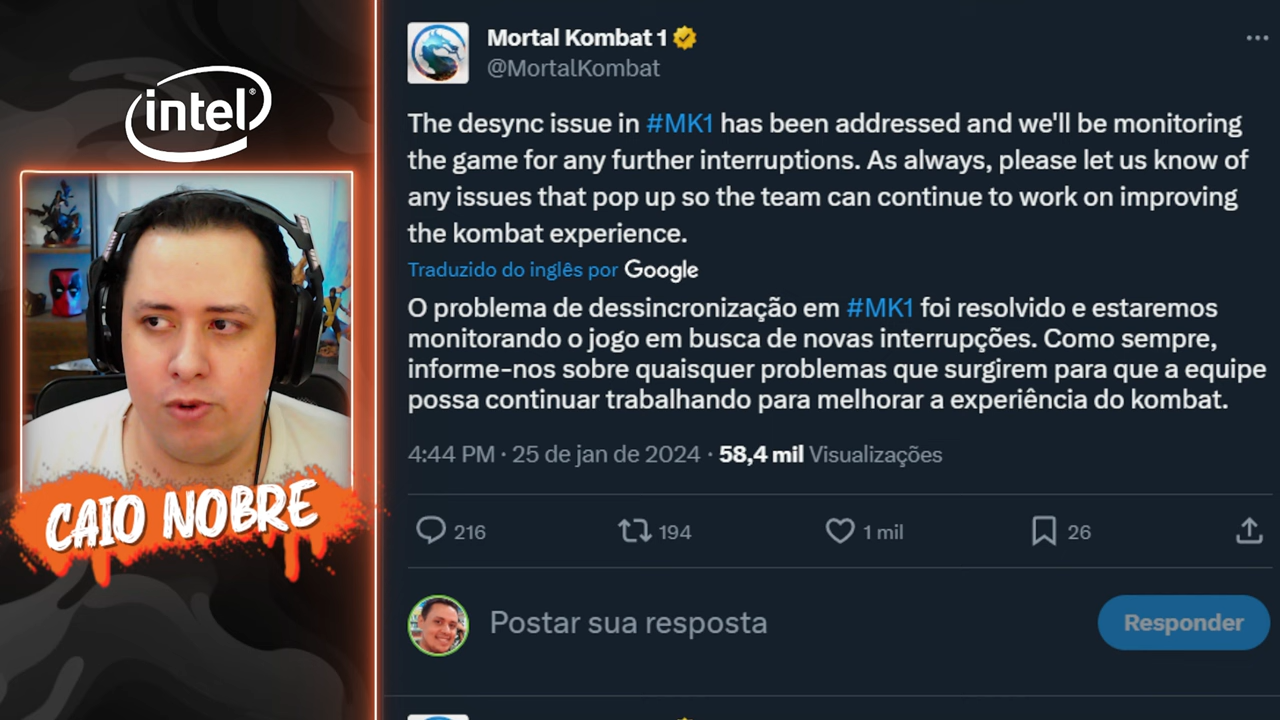 intel®
CAIO NOBRE
Mortal Kombat 1
@MortalKombat
The desync issue in #MK1 has been addressed and we'll be monitoring
the game for any further interruptions. As always, please let us know of
any issues that pop up so the team can continue to work on improving
the kombat experience.
Traduzido do inglês por Google
O problema de dessincronização em #MK1 foi resolvido e estaremos
monitorando o jogo em busca de novas interrupções. Como sempre,
informe-nos sobre quaisquer problemas que surgirem para que a equipe
possa continuar trabalhando para melhorar a experiência do kombat.
4:44 PM · 25 de jan de 2024 · 58,4 mil Visualizações
216 194 1 mil 26
Postar sua resposta
Responder